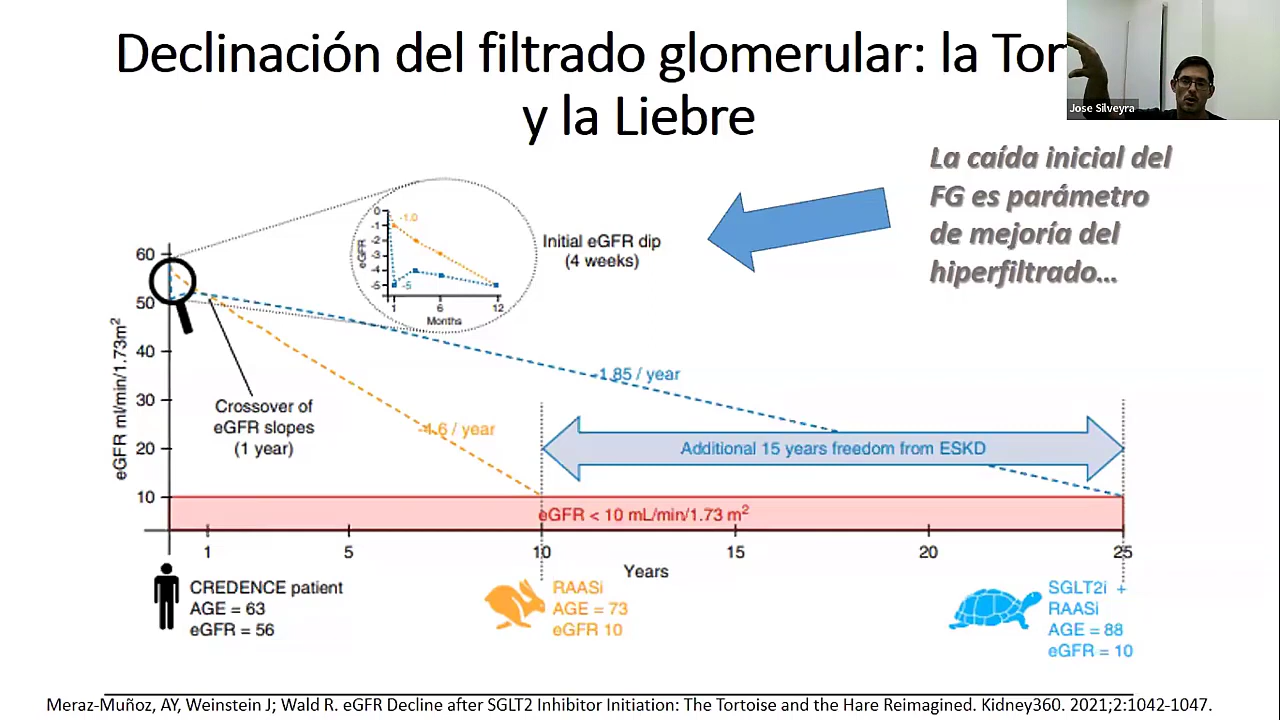 Declinación del filtrado glomerular: la Tor
y la Liebre
Jose Silveyra
La caída inicial del
FG es parámetro
de mejoría del
hiperfiltrado...
Initial eGFR dip
(4 weeks)
0
-1
-2
-3
-4
-5
eGFR
-1.0
-5
1
6
12
Months
60
50
40
30
20
10
eGFR ml/min/1.73m²
Crossover of
eGFR slopes
(1 year)
-1.85 / year
-4.6 / year
Additional 15 years freedom from ESKD
eGFR < 10 mL/min/1.73 m²
1
5
10
15
20
25
Years
CREDENCE patient
AGE = 63
eGFR = 56
RAASi
AGE = 73
eGFR 10
SGLT2i +
RAASi
AGE = 88
eGFR = 10
Meraz-Muñoz, AY, Weinstein J; Wald R. eGFR Decline after SGLT2 Inhibitor Initiation: The Tortoise and the Hare Reimagined. Kidney360. 2021;2:1042-1047.